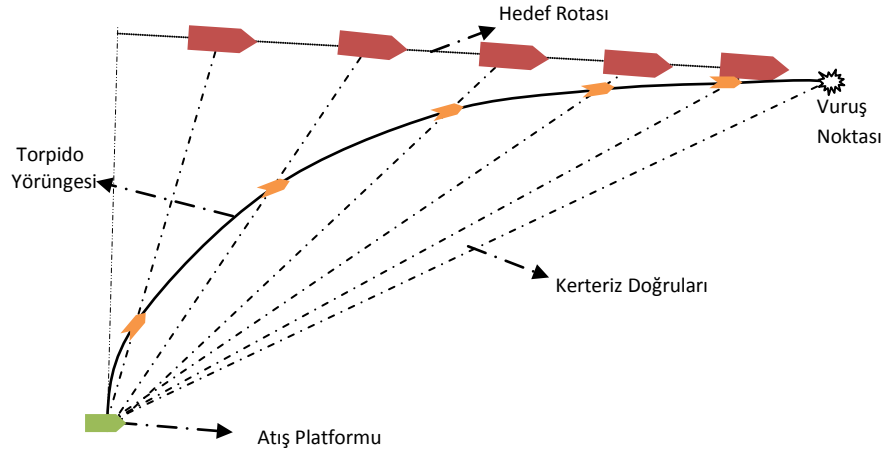 Hedef Rotası
Vuruş
Noktası
Torpido
Yörüngesi
Kerteriz Doğruları
Atış Platformu